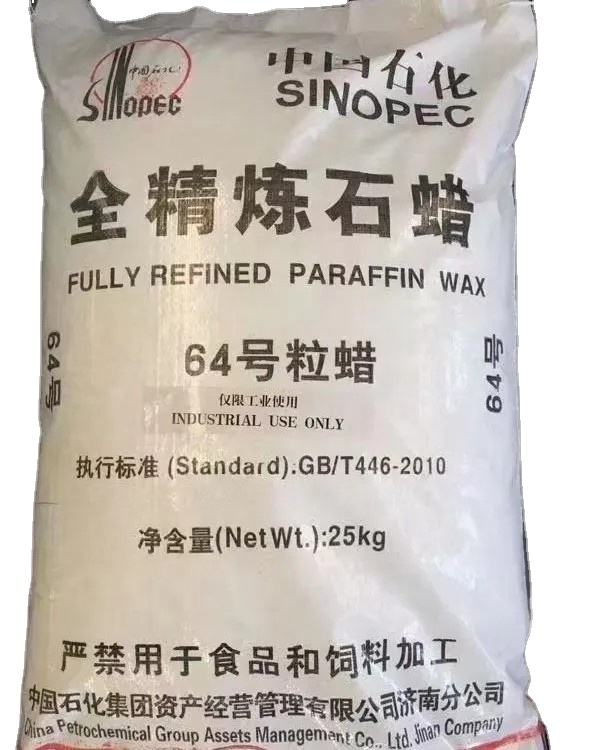 中国石化
SINOPEC
中国石化
SINOPEC
全精炼石蜡
FULLY REFINED PARAFFIN WAX
64号粒蜡
64号
64号
仅限工业使用
INDUSTRIAL USE ONLY
执行标准 (Standard).GB/T446-2010
净含量(Net Wt.):25kg
严禁用于食品和饲料加工
中国石化集团资产经营管理有限公司济南分公司
China Petrochemical Group Assets Management Co., Ltd. Jinan Company